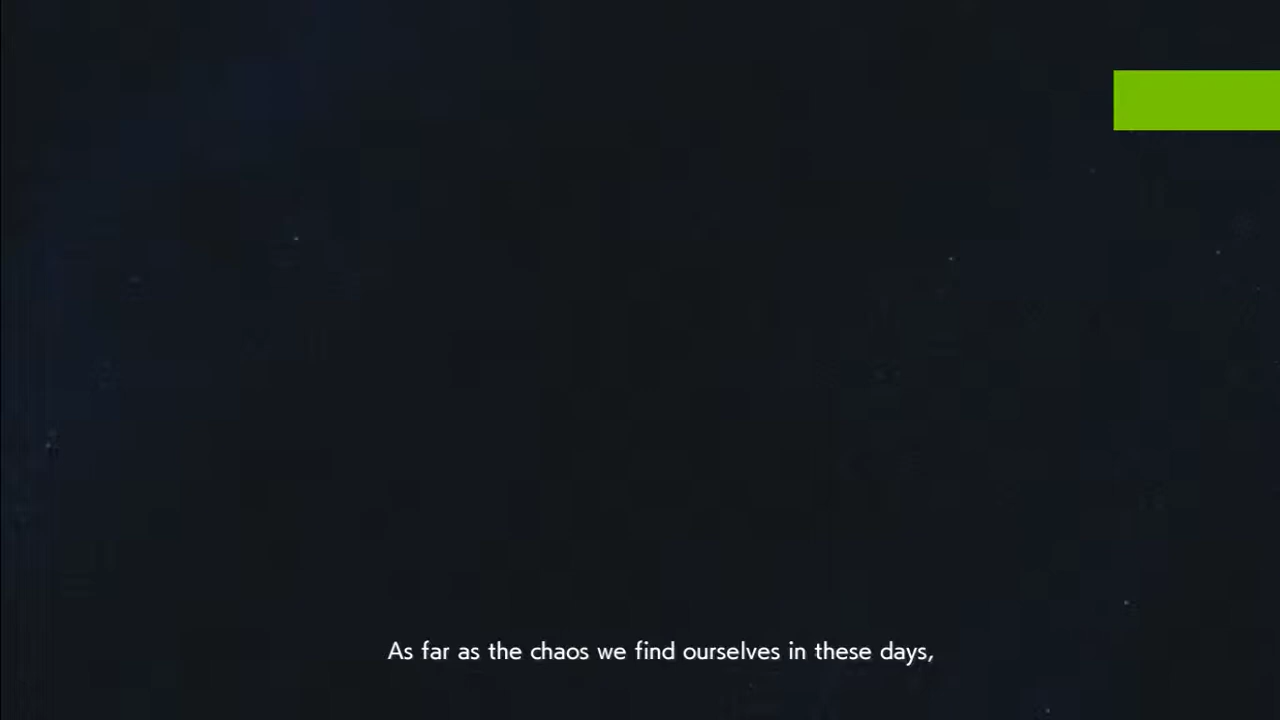 As far as the chaos we find ourselves in these days,